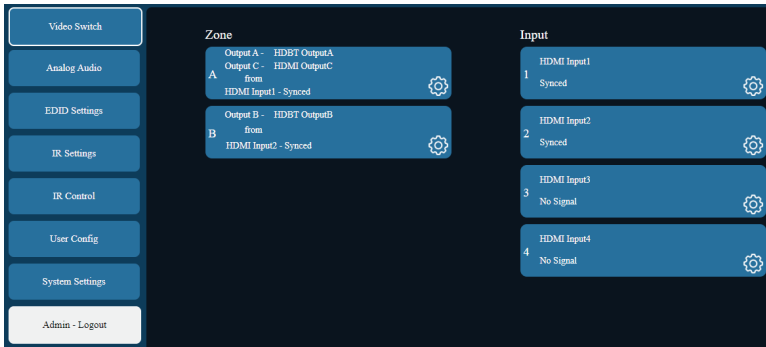 Video Switch
Analog Audio
EDID Settings
IR Settings
IR Control
User Config
System Settings
Admin - Logout
Zone
A
Output A - HDBT OutputA
Output C - HDMI OutputC
from
HDMI Input1 - Synced
B
Output B - HDBT OutputB
from
HDMI Input2 - Synced
Input
1
HDMI Input1
Synced
2
HDMI Input2
Synced
3
HDMI Input3
No Signal
4
HDMI Input4
No Signal